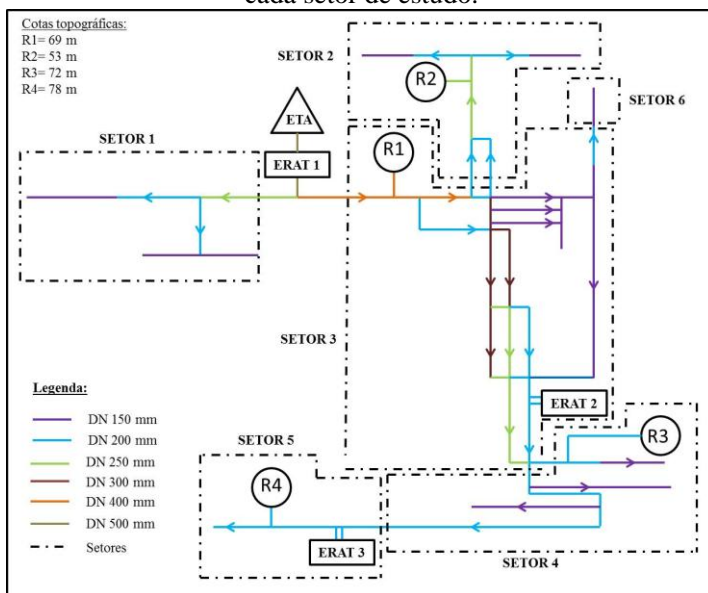 cada setor de estudo.
Cotas topográficas:
R1= 69 m
R2= 53 m
R3= 72 m
R4= 78 m
SETOR 2
R2
SETOR 6
ETA
SETOR 1
ERAT 1
R1
SETOR 3
Legenda:
DN 150 mm
DN 200 mm
DN 250 mm
DN 300 mm
DN 400 mm
DN 500 mm
Setores
ERAT 2
SETOR 5
R3
R4
ERAT 3
SETOR 4